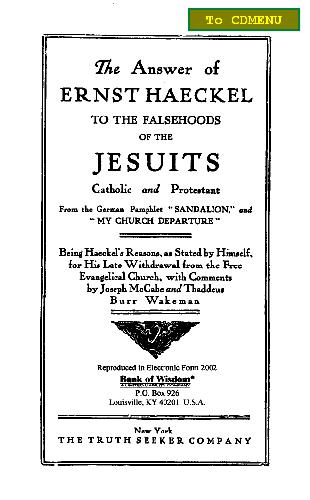 To CDMENU
The Answer of
ERNST HAECKEL
TO THE FALSEHOODS
OF THE
JESUITS
Catholic and Protestant
From the German Pamphlet "SANDALION," and
"MY CHURCH DEPARTURE"
Being Haeckel's Reasons, as Stated by Himself,
for His Late Withdrawal from the Free
Evangelical Church, with Comments
by Joseph McCabe and Thaddeus
Burr Wakeman
Reproduced in Electronic Form 2002
Bank of Wisdom
P.O. Box 926
Louisville, KY 40201 U.S.A.
New York
THE TRUTH SEEKER COMPANY